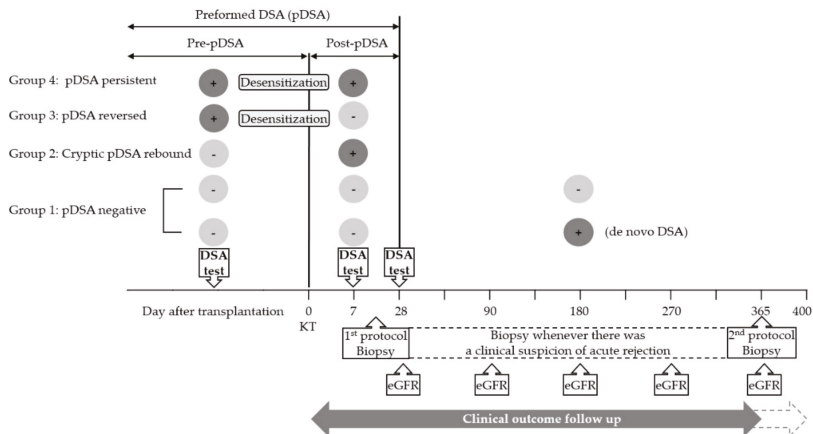 Preformed DSA (pDSA)
Pre-pDSA Post-pDSA
Group 4: pDSA persistent + Desensitization +
Group 3: pDSA reversed + Desensitization -
Group 2: Cryptic pDSA rebound - +
- - -
Group 1: pDSA negative
- - + (de novo DSA)
DSA test DSA test DSA test
Day after transplantation 0 7 28 90 180 270 365 400
KT
1st protocol Biopsy
Biopsy whenever there was
a clinical suspicion of acute rejection
2nd protocol Biopsy
eGFR eGFR eGFR eGFR eGFR
Clinical outcome follow up